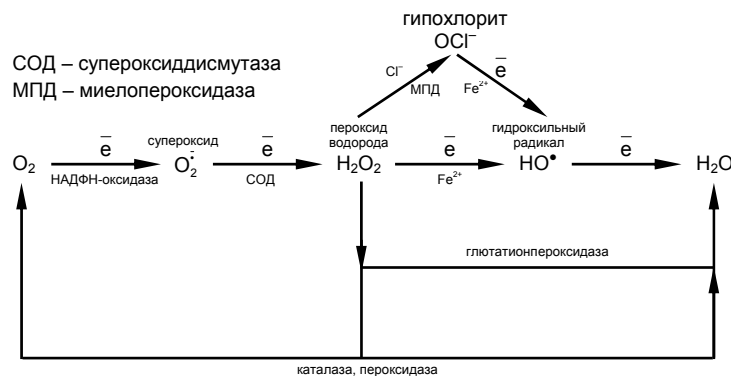 гипохлорит
OCl⁻
СОД – супероксиддисмутаза
МПД – миелопероксидаза
Cl⁻
МПД
e̅
Fe²⁺
e̅
супероксид
e̅
пероксид
водорода
e̅
гидроксильный
радикал
e̅
O₂
O₂•̄
H₂O₂
HO•
H₂O
НАДФН-оксидаза
СОД
Fe²⁺
глютатионпероксидаза
каталаза, пероксидаза